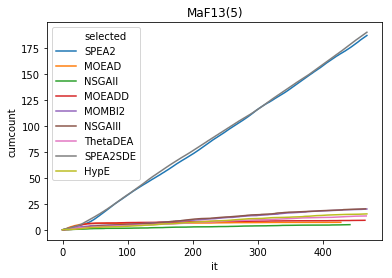 MaF13(5)
selected
SPEA2
MOEAD
NSGAII
MOEADD
MOMBI2
NSGAIII
ThetaDEA
SPEA2SDE
HypE
cumcount
175
150
125
100
75
50
25
0
0
100
200
300
400
it